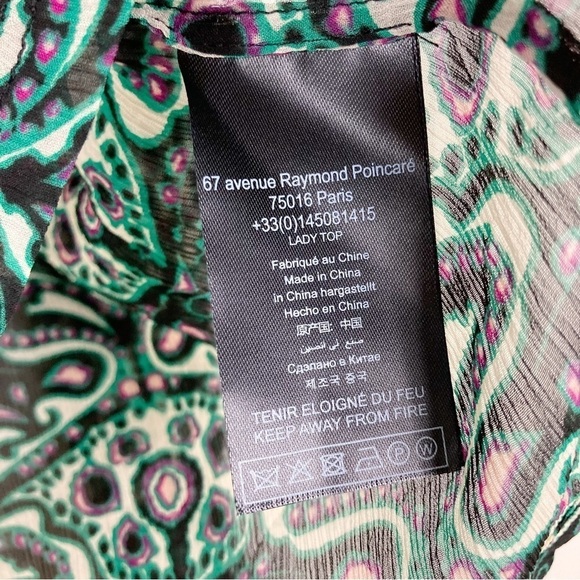 67 avenue Raymond Poincaré
75016 Paris
+33(0)145081415
LADY TOP
Fabriqué au Chine
Made in China
in China hargastellt
Hecho en China
原产国: 中国
صنع في الصين
Сдапано в Китае
제조국 중국
TENIR ELOIGNÉ DU FEU
KEEP AWAY FROM FIRE
P W